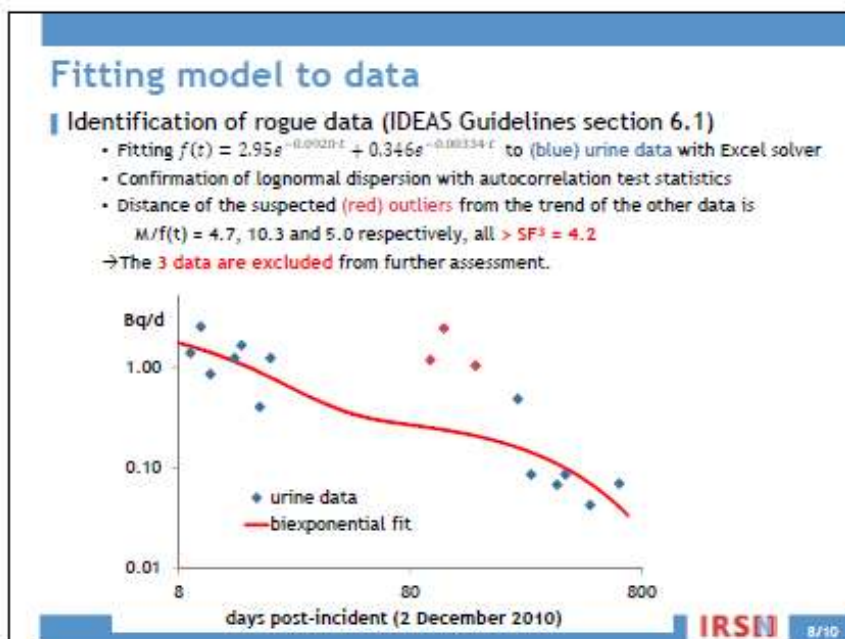 Fitting model to data
Identification of rogue data (IDEAS Guidelines section 6.1)
• Fitting f(t) = 2.95e^−0.0920·t + 0.346e^−0.00334·t to (blue) urine data with Excel solver
• Confirmation of lognormal dispersion with autocorrelation test statistics
• Distance of the suspected (red) outliers from the trend of the other data is
M/f(t) = 4.7, 10.3 and 5.0 respectively, all > SF³ = 4.2
→The 3 data are excluded from further assessment.
Bq/d
1.00
0.10
0.01
urine data
biexponential fit
8 80 800
days post-incident (2 December 2010)
IRSN 8/10